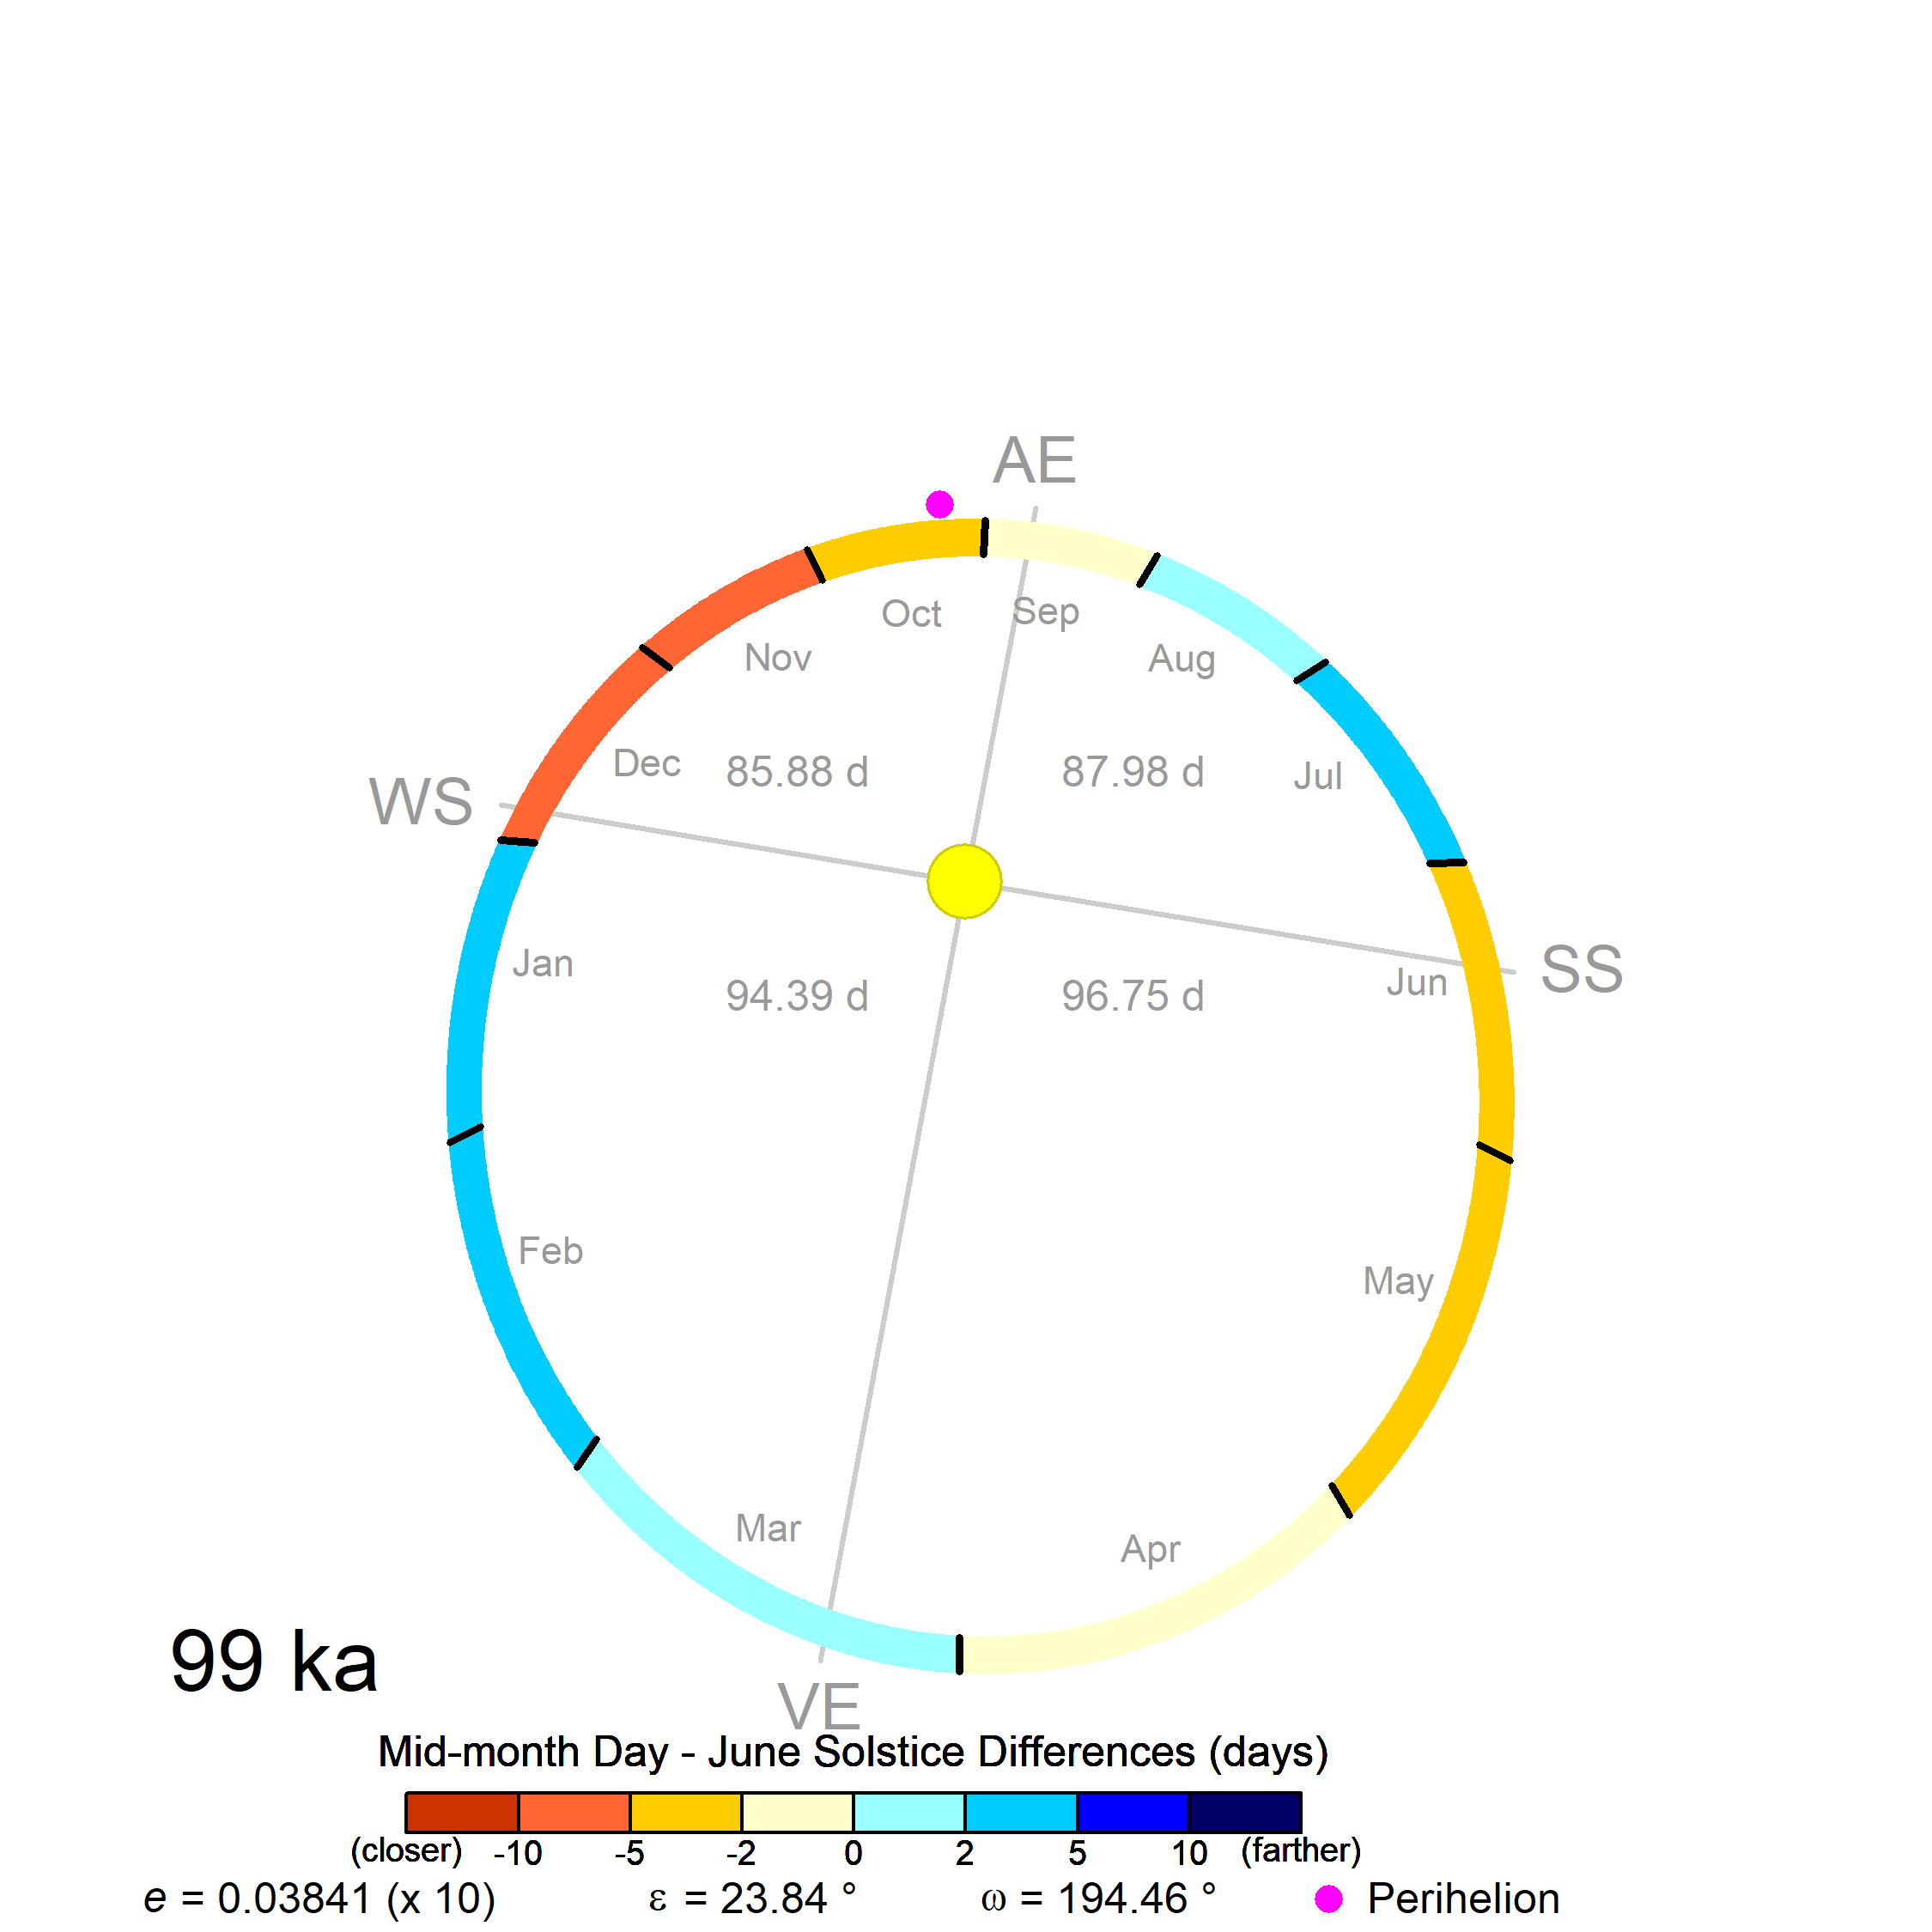 AE
Oct
Sep
Nov
Aug
Dec
85.88 d
87.98 d
Jul
WS
SS
Jan
94.39 d
96.75 d
Jun
Feb
May
Mar
Apr
99 ka
VE
Mid-month Day - June Solstice Differences (days)
(closer) -10 -5 -2 0 2 5 10 (farther)
e = 0.03841 (x 10) ε = 23.84 ° ω = 194.46 ° Perihelion